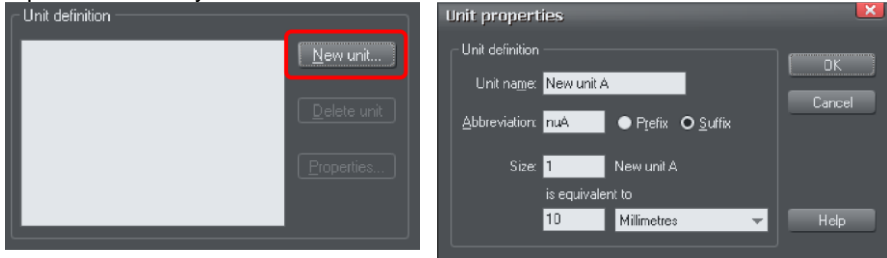 Unit definition
New unit...
Delete unit
Properties...
Unit properties
Unit definition
Unit name: New unit A
Abbreviation: nuA Prefix Suffix
Size: 1 New unit A
is equivalent to
10 Millimetres
OK
Cancel
Help